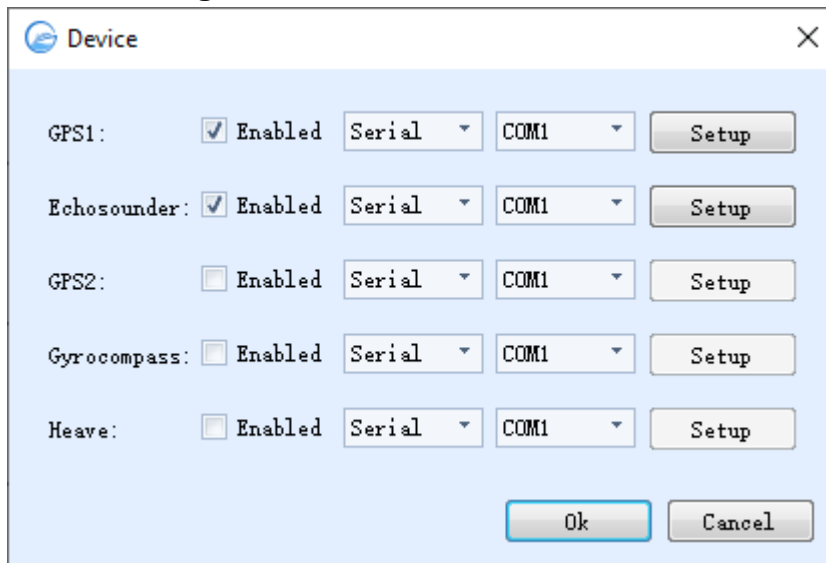 Device
GPS1: Enabled Serial COM1 Setup
Echosounder: Enabled Serial COM1 Setup
GPS2: Enabled Serial COM1 Setup
Gyrocompass: Enabled Serial COM1 Setup
Heave: Enabled Serial COM1 Setup
Ok Cancel